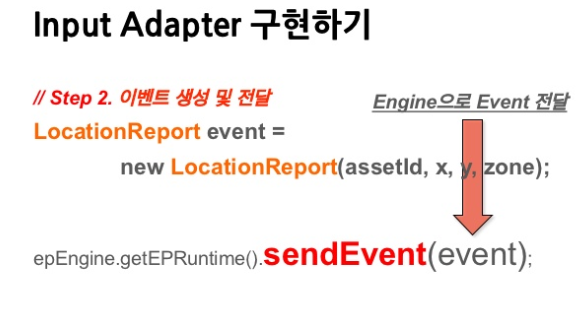 Input Adapter 구현하기
// Step 2. 이벤트 생성 및 전달
Engine으로 Event 전달
LocationReport event =
new LocationReport(assetId, x, y, zone);
epEngine.getEPRuntime().sendEvent(event);